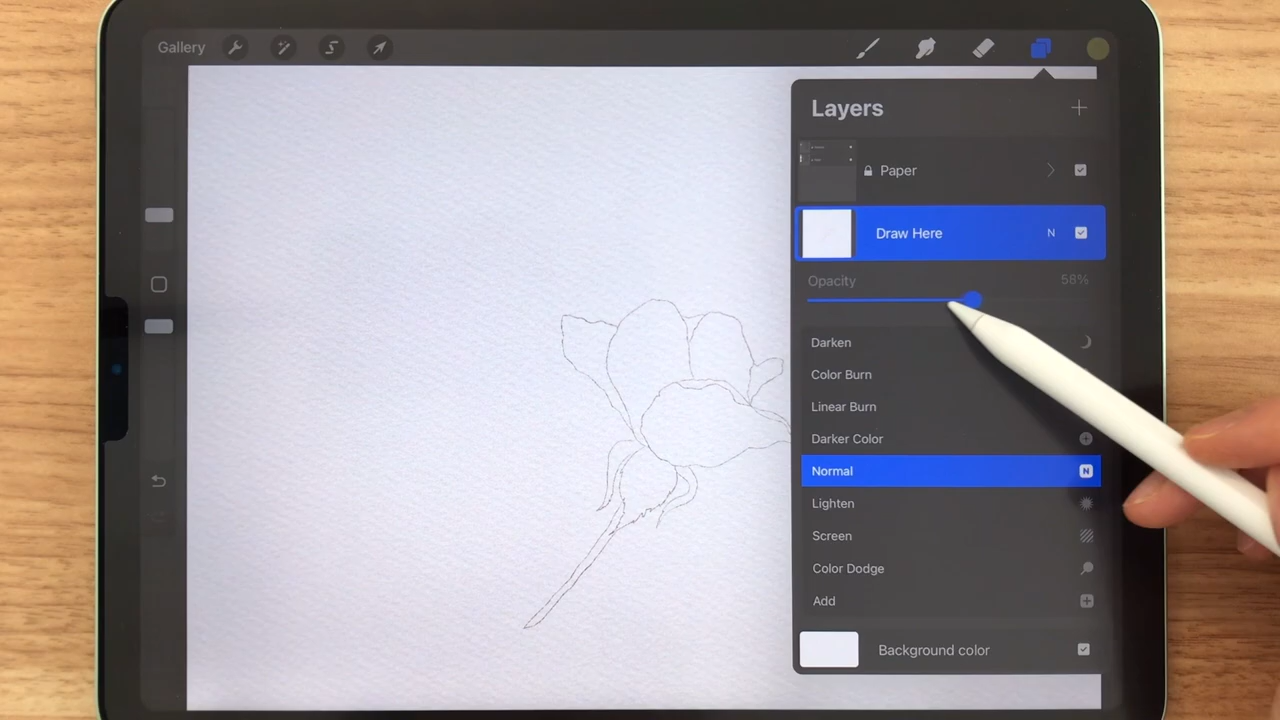 Gallery
Layers
Paper
Draw Here N
Opacity 58%
Darken
Color Burn
Linear Burn
Darker Color
Normal N
Lighten
Screen
Color Dodge
Add
Background color